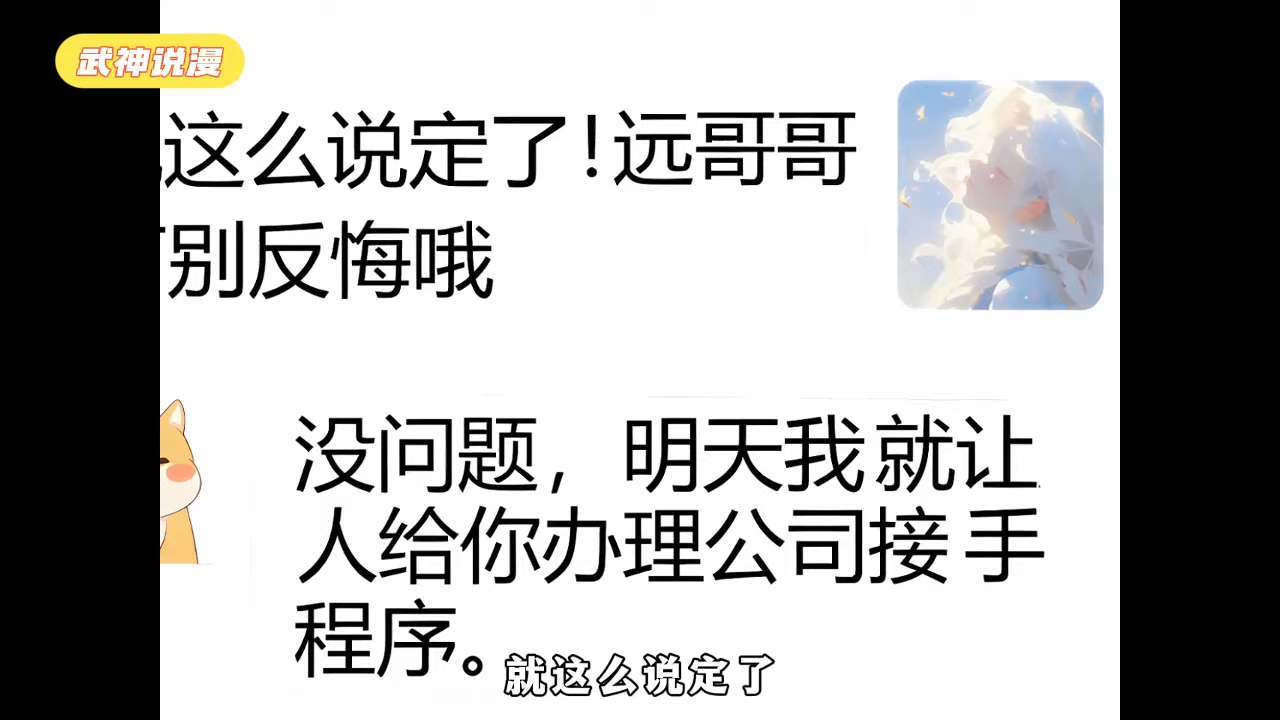 武神说漫
这么说定了!远哥哥
别反悔哦
没问题，明天我就让
人给你办理公司接手
程序。
就这么说定了